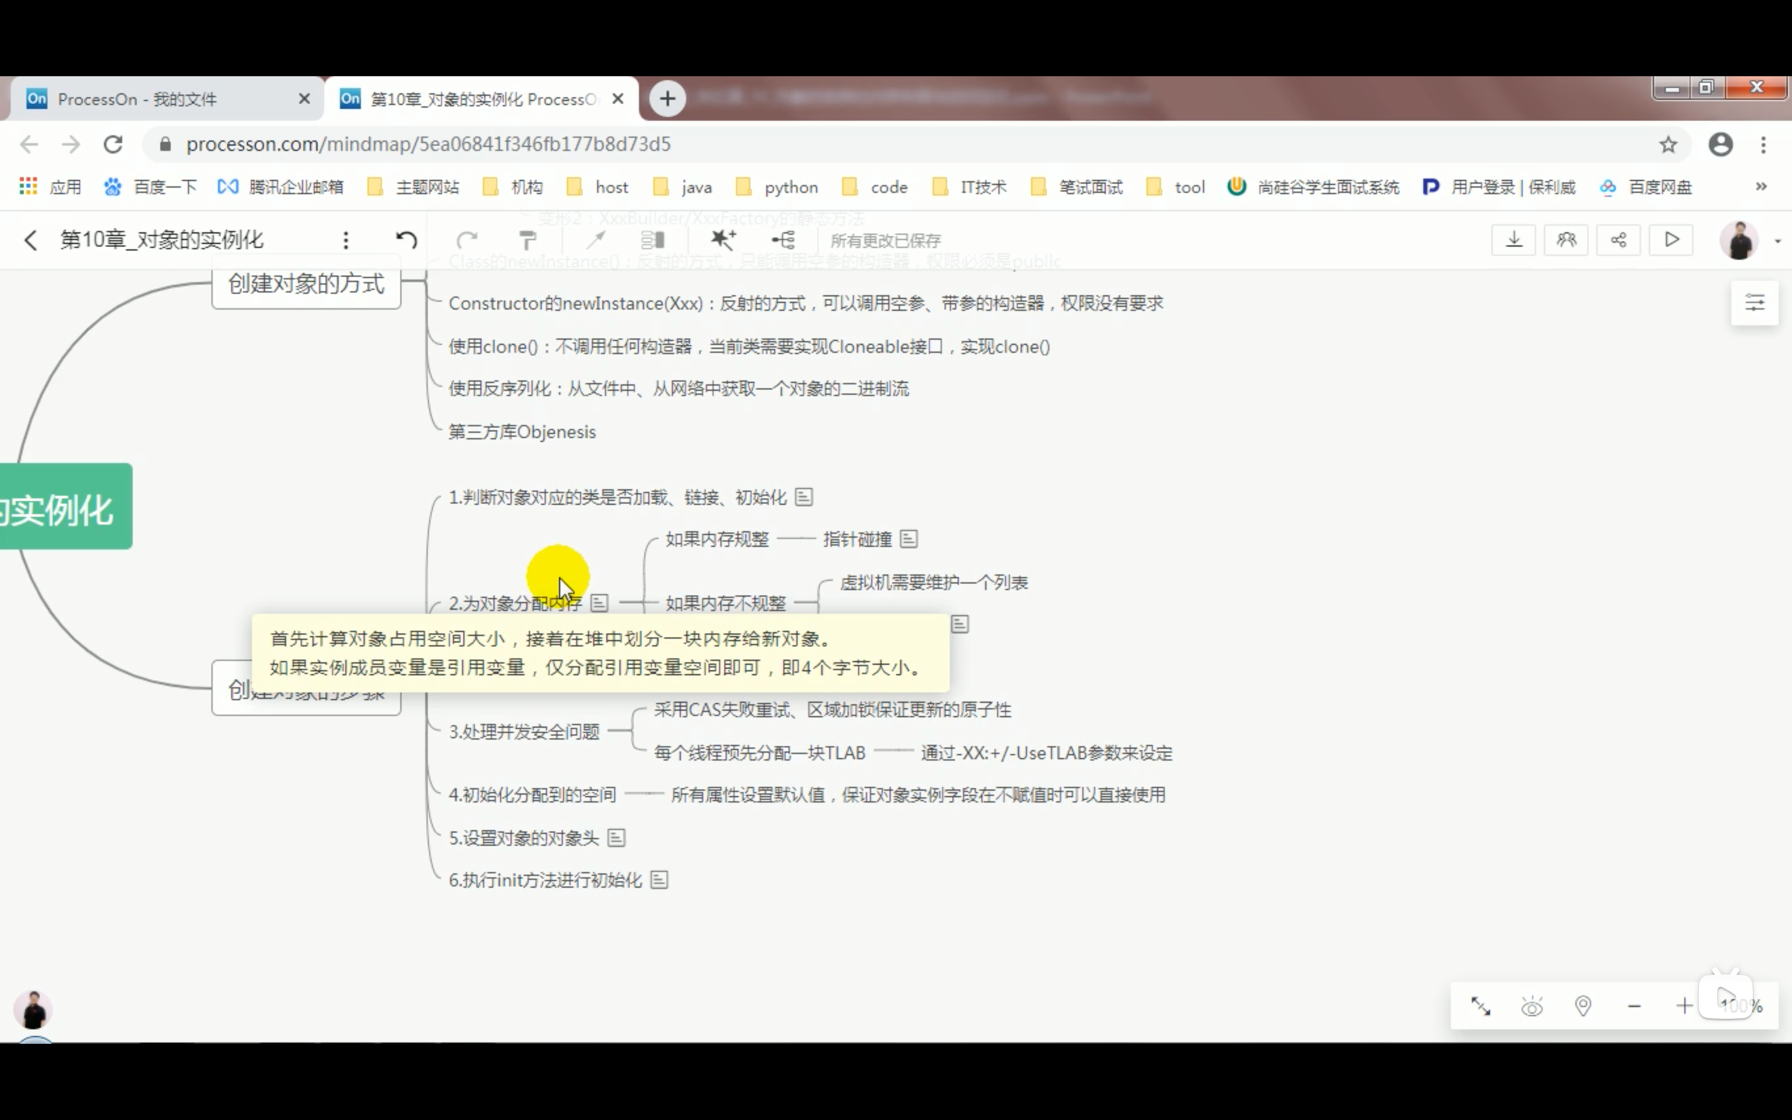 ProcessOn - 我的文件
第10章_对象的实例化 ProcessO
processon.com/mindmap/5ea06841f346fb177b8d73d5
应用 百度一下 腾讯企业邮箱 主题网站 机构 host java python code IT技术 笔试面试 tool 尚硅谷学生面试系统 用户登录 | 保利威 百度网盘 »
变形2：XxxBuilder/XxxFactory的静态方法
第10章_对象的实例化
所有更改已保存
Class的newInstance()：反射的方式，只能调用空参的构造器，权限必须是public
创建对象的方式
Constructor的newInstance(Xxx)：反射的方式，可以调用空参、带参的构造器，权限没有要求
使用clone()：不调用任何构造器，当前类需要实现Cloneable接口，实现clone()
使用反序列化：从文件中、从网络中获取一个对象的二进制流
第三方库Objenesis
的实例化
1.判断对象对应的类是否加载、链接、初始化
如果内存规整
指针碰撞
虚拟机需要维护一个列表
2.为对象分配内存
如果内存不规整
首先计算对象占用空间大小，接着在堆中划分一块内存给新对象。
如果实例成员变量是引用变量，仅分配引用变量空间即可，即4个字节大小。
创建对象的步骤
采用CAS失败重试、区域加锁保证更新的原子性
3.处理并发安全问题
每个线程预先分配一块TLAB
通过-XX:+/-UseTLAB参数来设定
4.初始化分配到的空间
所有属性设置默认值，保证对象实例字段在不赋值时可以直接使用
5.设置对象的对象头
6.执行init方法进行初始化
100%